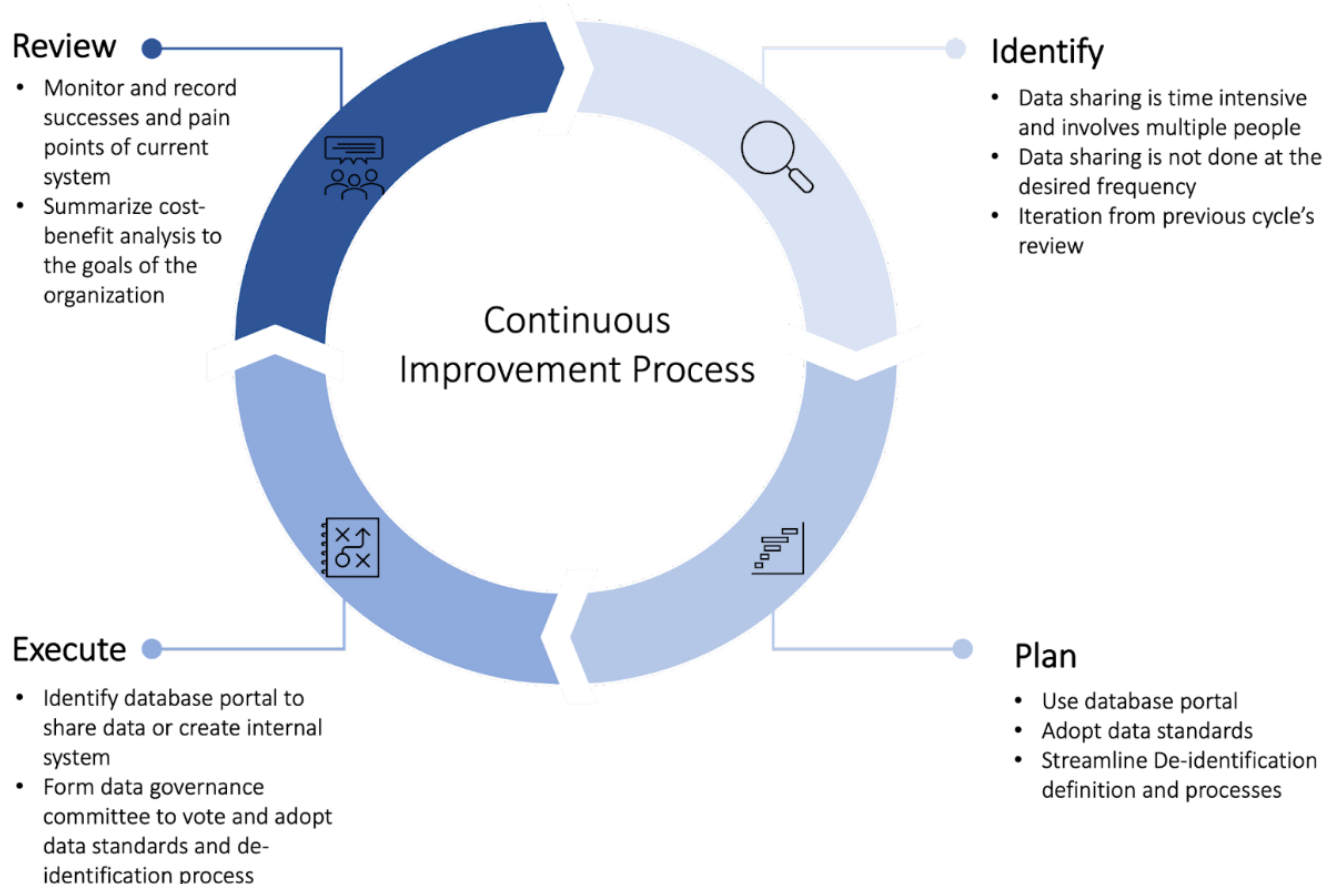 Review
• Monitor and record
successes and pain
points of current
system
• Summarize cost-
benefit analysis to
the goals of the
organization
Identify
• Data sharing is time intensive
and involves multiple people
• Data sharing is not done at the
desired frequency
• Iteration from previous cycle’s
review
Continuous
Improvement Process
Execute
• Identify database portal to
share data or create internal
system
• Form data governance
committee to vote and adopt
data standards and de-
identification process
Plan
• Use database portal
• Adopt data standards
• Streamline De-identification
definition and processes